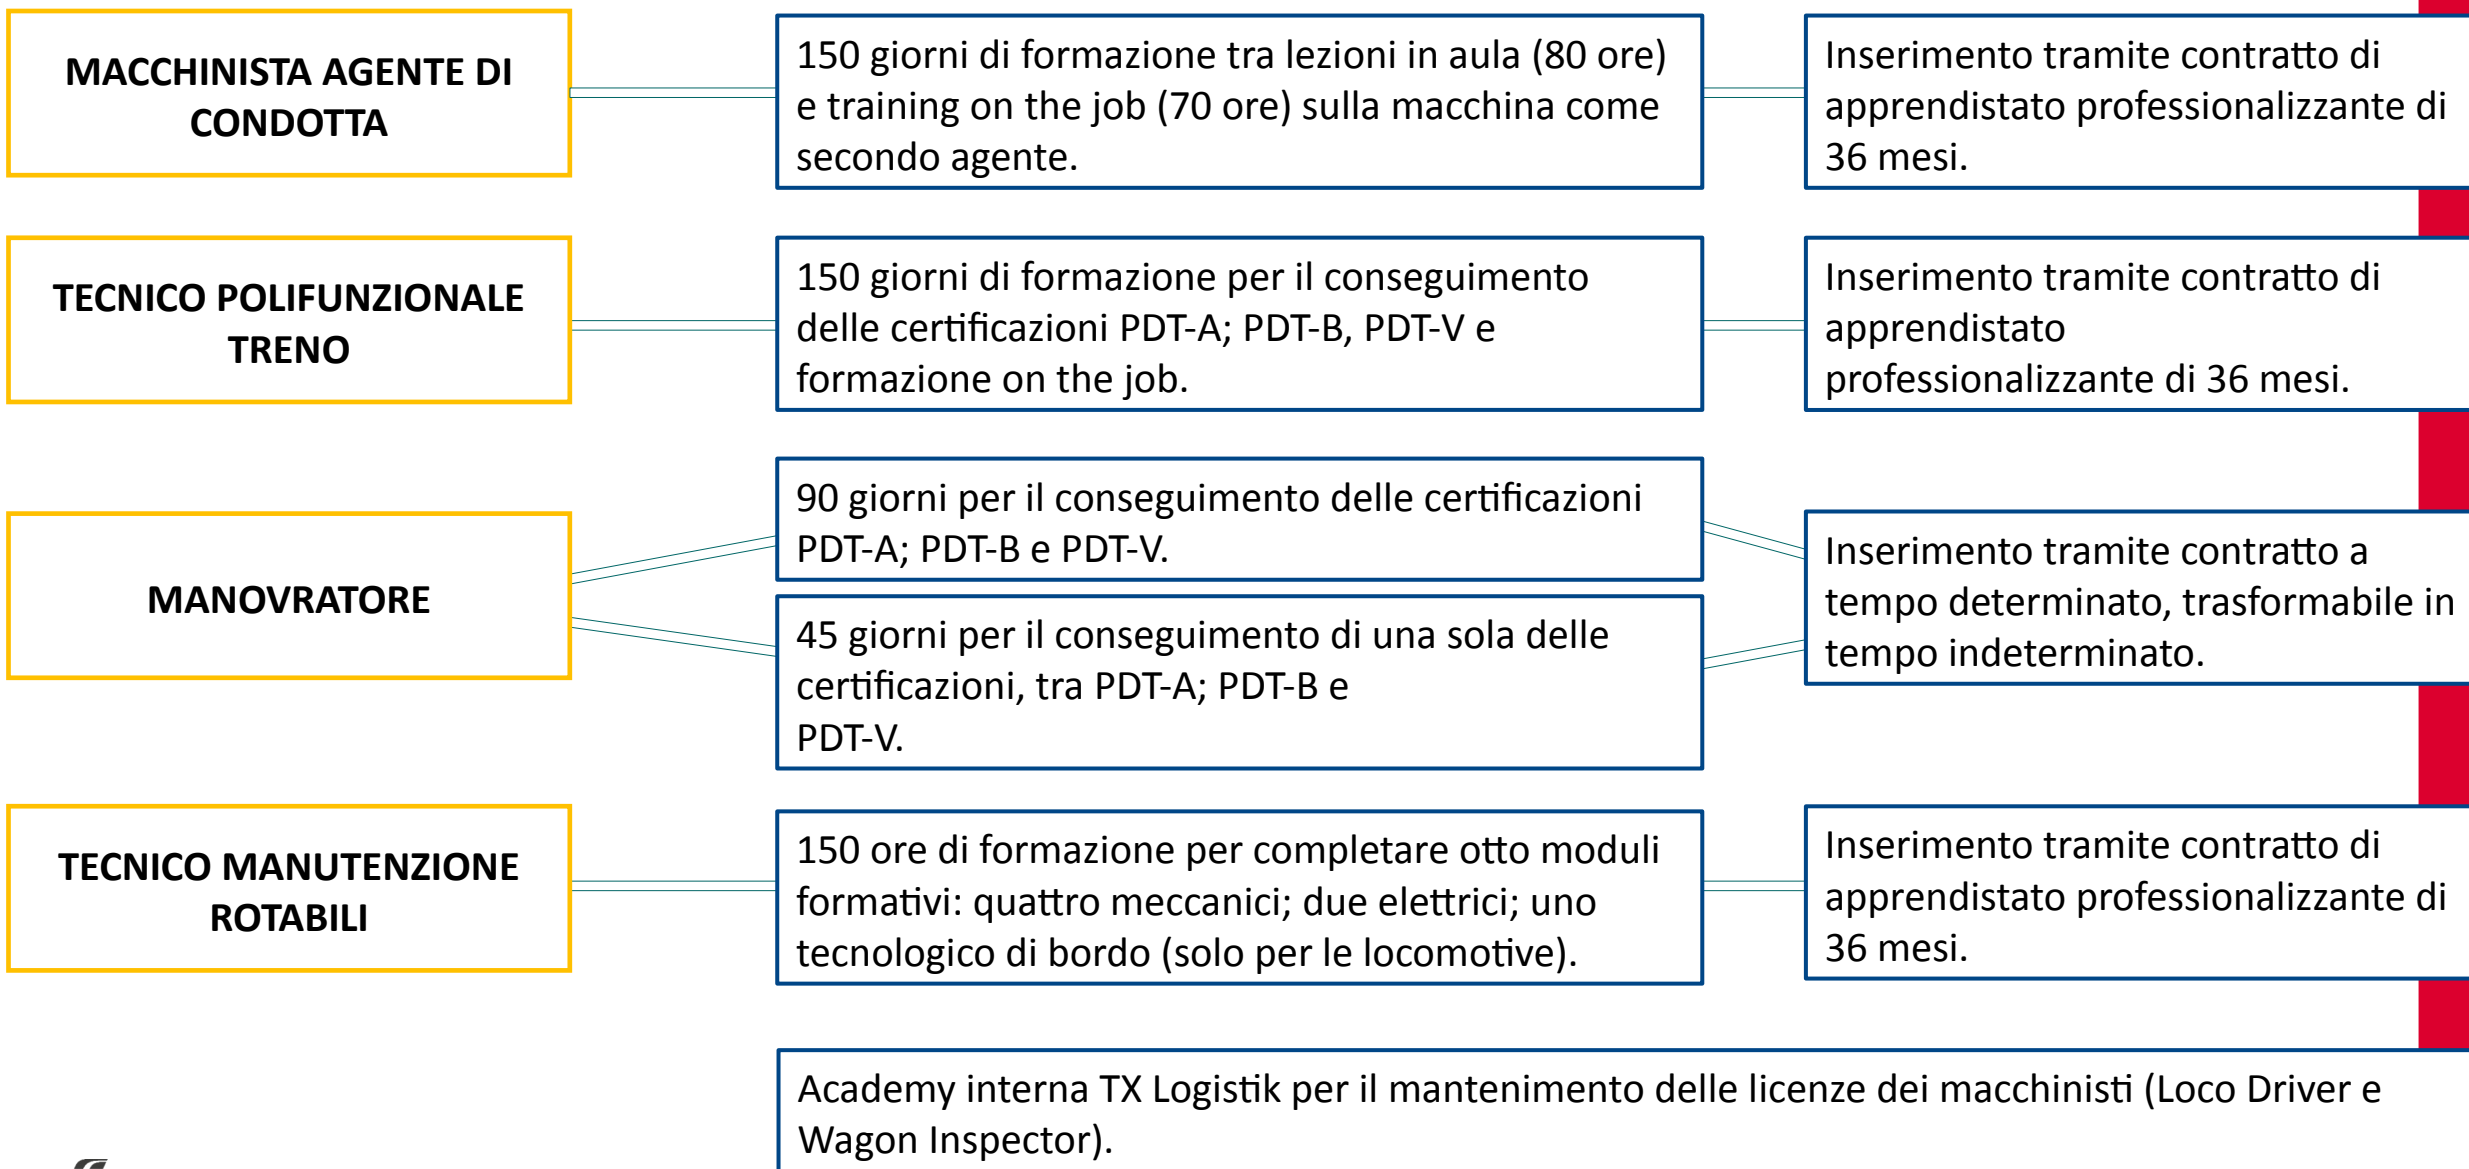 MACCHINISTA AGENTE DI
CONDOTTA
150 giorni di formazione tra lezioni in aula (80 ore)
e training on the job (70 ore) sulla macchina come
secondo agente.
Inserimento tramite contratto di
apprendistato professionalizzante di
36 mesi.
TECNICO POLIFUNZIONALE
TRENO
150 giorni di formazione per il conseguimento
delle certificazioni PDT-A; PDT-B, PDT-V e
formazione on the job.
Inserimento tramite contratto di
apprendistato
professionalizzante di 36 mesi.
MANOVRATORE
90 giorni per il conseguimento delle certificazioni
PDT-A; PDT-B e PDT-V.
45 giorni per il conseguimento di una sola delle
certificazioni, tra PDT-A; PDT-B e
PDT-V.
Inserimento tramite contratto a
tempo determinato, trasformabile in
tempo indeterminato.
TECNICO MANUTENZIONE
ROTABILI
150 ore di formazione per completare otto moduli
formativi: quattro meccanici; due elettrici; uno
tecnologico di bordo (solo per le locomotive).
Inserimento tramite contratto di
apprendistato professionalizzante di
36 mesi.
Academy interna TX Logistik per il mantenimento delle licenze dei macchinisti (Loco Driver e
Wagon Inspector).